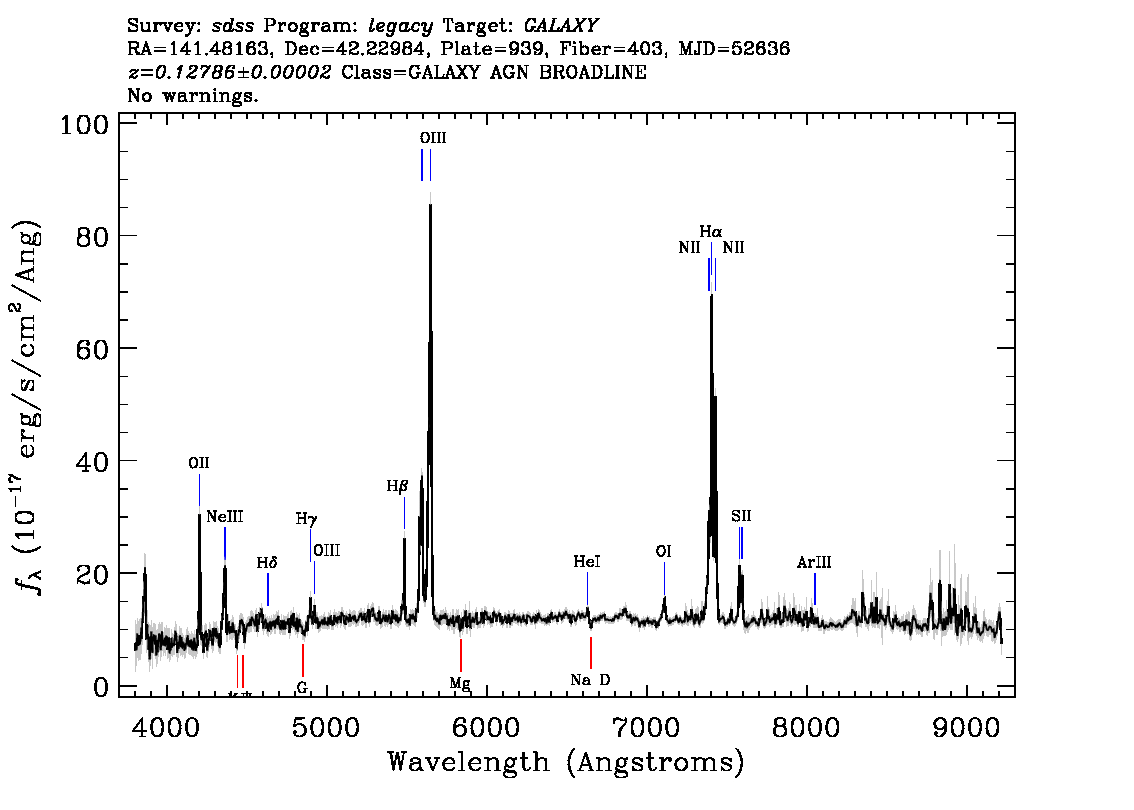 Survey: sdss Program: legacy Target: GALAXY
RA=141.48163, Dec=42.22984, Plate=939, Fiber=403, MJD=52636
z=0.12786±0.00002 Class=GALAXY AGN BROADLINE
No warnings.
100
80
60
40
20
0
fλ (10⁻¹⁷ erg/s/cm²/Ang)
OIII
Hα
NII NII
OII
Hβ
NeIII
Hγ
SII
OIII
OI
Hδ
HeI
ArIII
G
Mg
Na D
4000 5000 6000 7000 8000 9000
Wavelength (Angstroms)